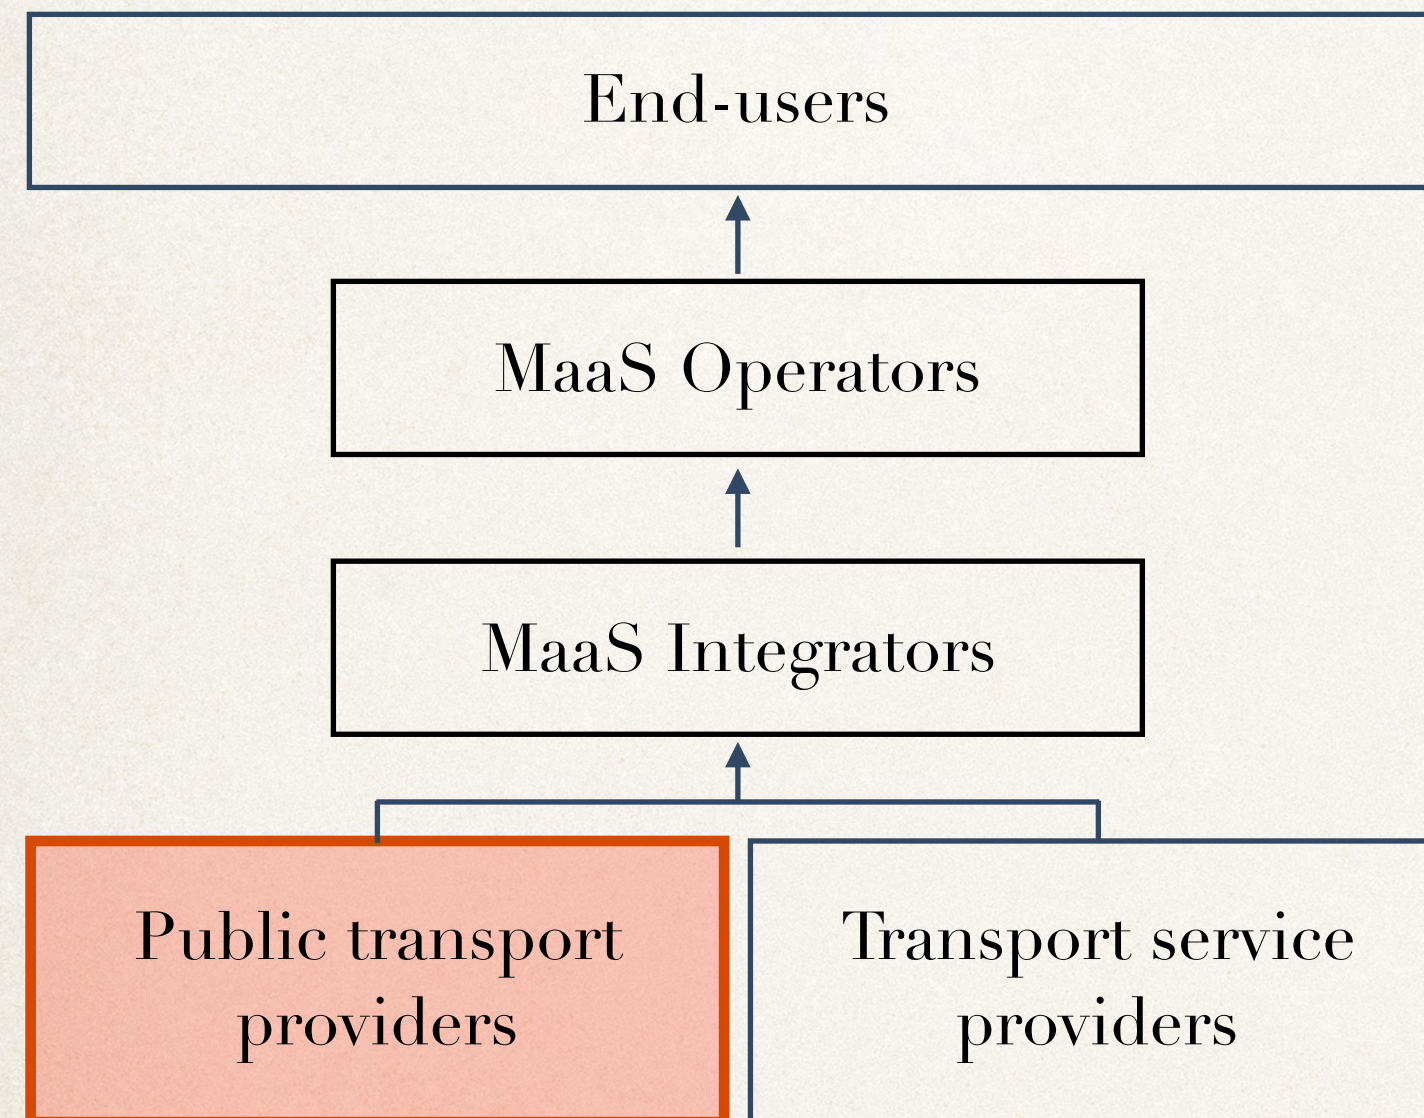 End-users
MaaS Operators
MaaS Integrators
Public transport
providers
Transport service
providers